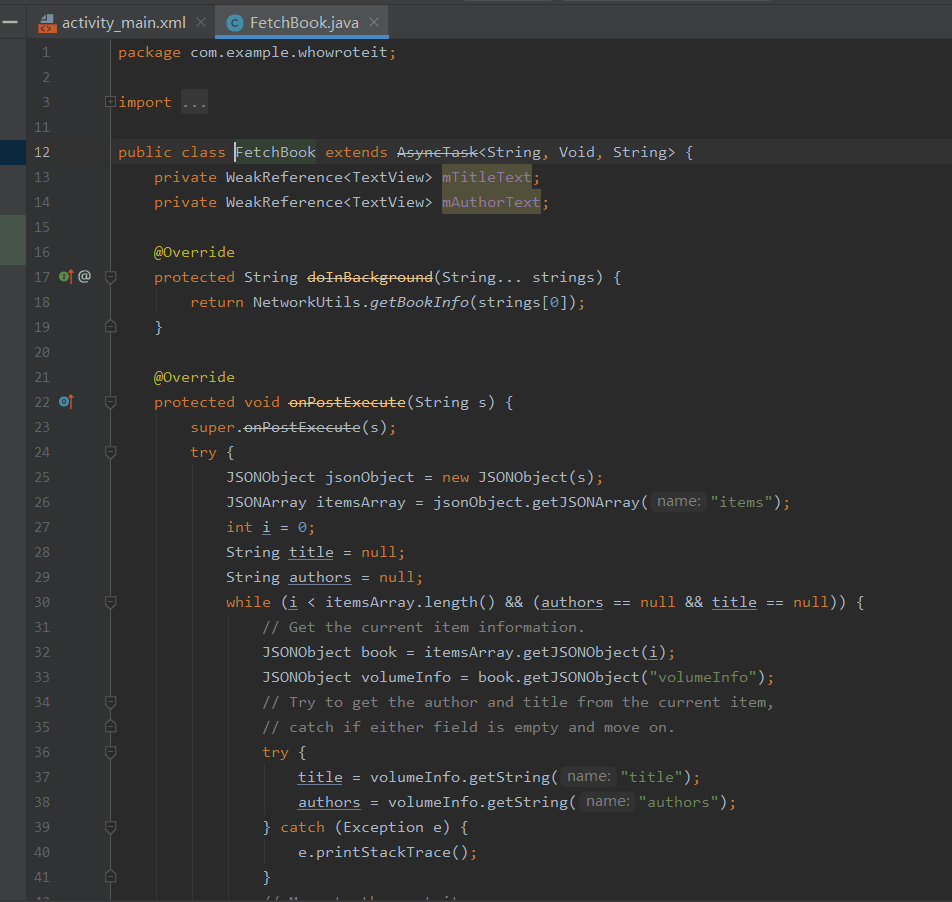 activity_main.xml FetchBook.java
1 package com.example.whowroteit;
2
3 import ...
11
12 public class FetchBook extends AsyncTask<String, Void, String> {
13 private WeakReference<TextView> mTitleText;
14 private WeakReference<TextView> mAuthorText;
15
16 @Override
17 @ protected String doInBackground(String... strings) {
18 return NetworkUtils.getBookInfo(strings[0]);
19 }
20
21 @Override
22 protected void onPostExecute(String s) {
23 super.onPostExecute(s);
24 try {
25 JSONObject jsonObject = new JSONObject(s);
26 JSONArray itemsArray = jsonObject.getJSONArray( name: "items");
27 int i = 0;
28 String title = null;
29 String authors = null;
30 while (i < itemsArray.length() && (authors == null && title == null)) {
31 // Get the current item information.
32 JSONObject book = itemsArray.getJSONObject(i);
33 JSONObject volumeInfo = book.getJSONObject("volumeInfo");
34 // Try to get the author and title from the current item,
35 // catch if either field is empty and move on.
36 try {
37 title = volumeInfo.getString( name: "title");
38 authors = volumeInfo.getString( name: "authors");
39 } catch (Exception e) {
40 e.printStackTrace();
41 }